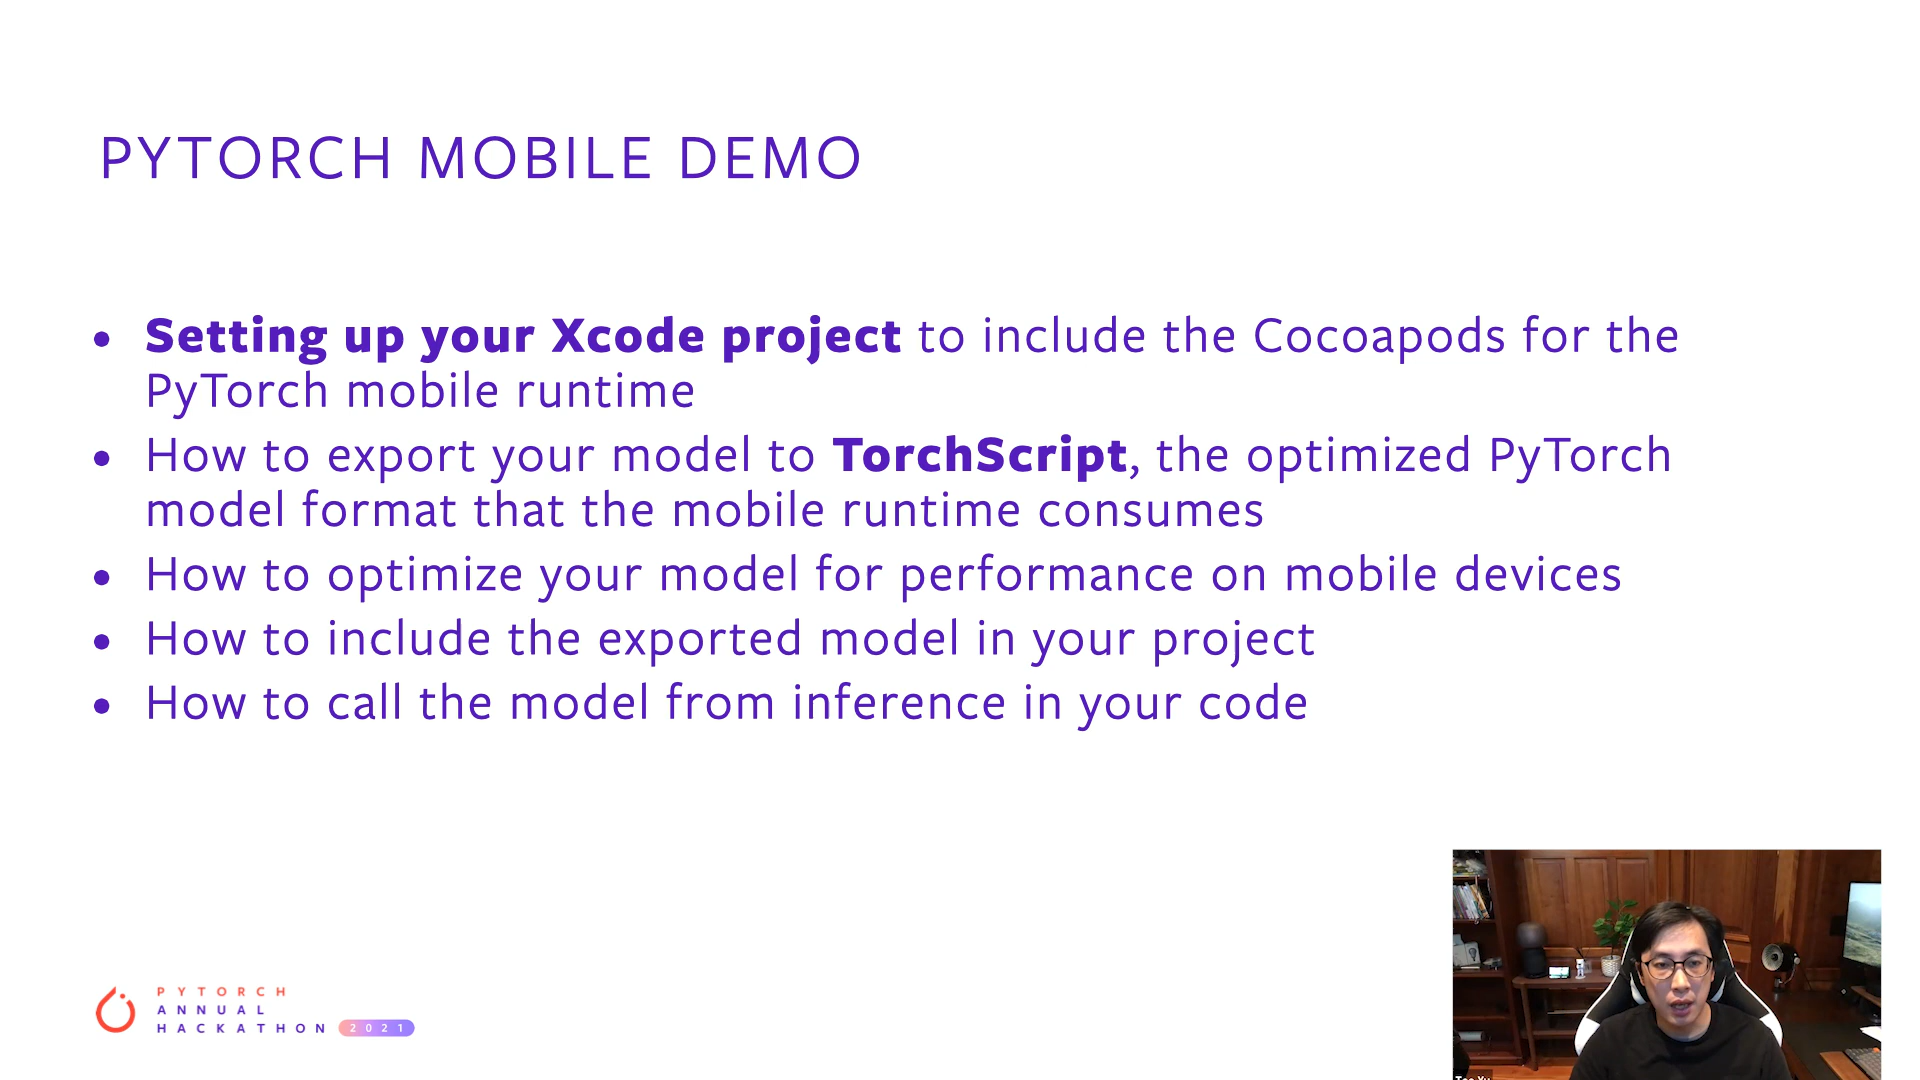 PYTORCH MOBILE DEMO
• Setting up your Xcode project to include the Cocoapods for the
PyTorch mobile runtime
• How to export your model to TorchScript, the optimized PyTorch
model format that the mobile runtime consumes
• How to optimize your model for performance on mobile devices
• How to include the exported model in your project
• How to call the model from inference in your code
PYTORCH
ANNUAL
HACKATHON 2021